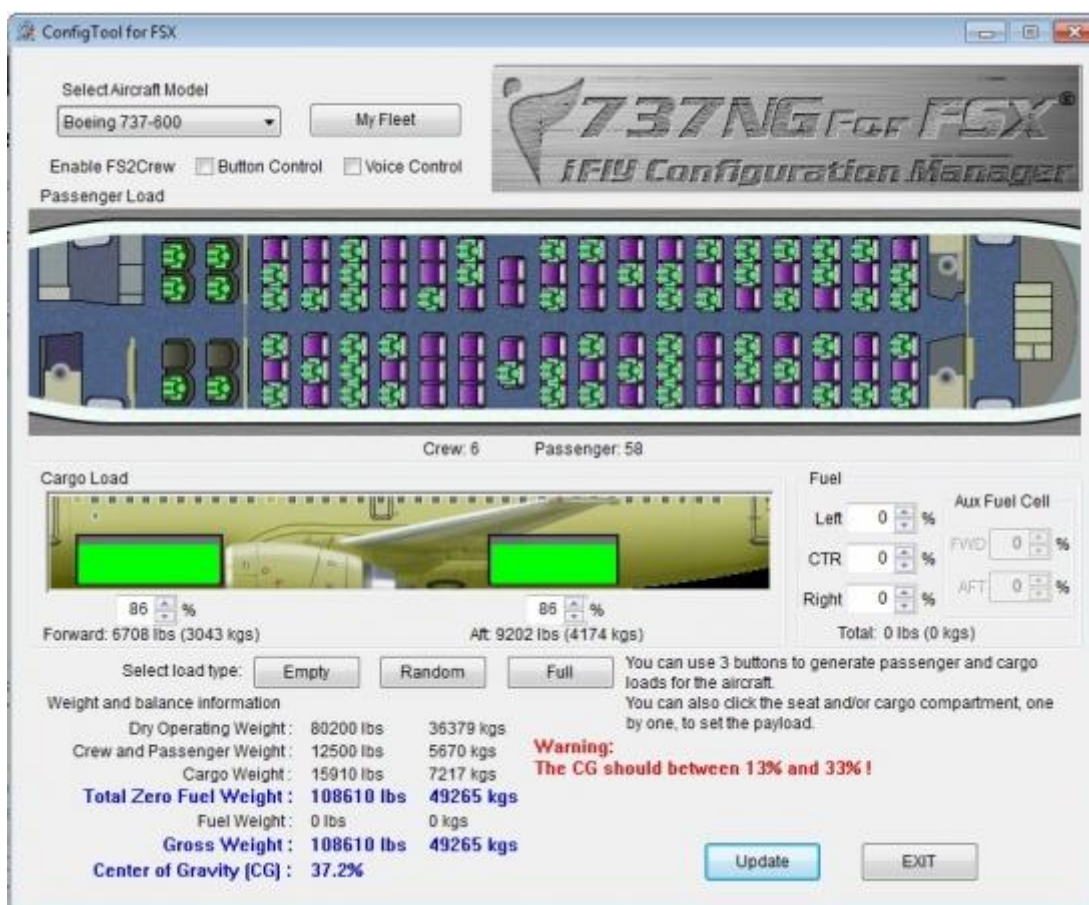 ConfigTool for FSX
Select Aircraft Model
Boeing 737-600
My Fleet
Enable FS2Crew
Button Control
Voice Control
737NG For FSX®
iFly Configuration Manager
Passenger Load
Crew: 6 Passenger: 58
Cargo Load
86 %
86 %
Forward: 6708 lbs (3043 kgs)
Aft: 9202 lbs (4174 kgs)
Fuel
Left 0 %
CTR 0 %
Right 0 %
Aux Fuel Cell
FWD 0 %
AFT 0 %
Total: 0 lbs (0 kgs)
Select load type: Empty Random Full
You can use 3 buttons to generate passenger and cargo
loads for the aircraft.
You can also click the seat and/or cargo compartment, one
by one, to set the payload.
Weight and balance information
Dry Operating Weight: 80200 lbs 36379 kgs
Crew and Passenger Weight: 12500 lbs 5670 kgs
Cargo Weight: 15910 lbs 7217 kgs
Total Zero Fuel Weight: 108610 lbs 49265 kgs
Fuel Weight: 0 lbs 0 kgs
Gross Weight: 108610 lbs 49265 kgs
Center of Gravity (CG): 37.2%
Warning:
The CG should between 13% and 33% !
Update
EXIT